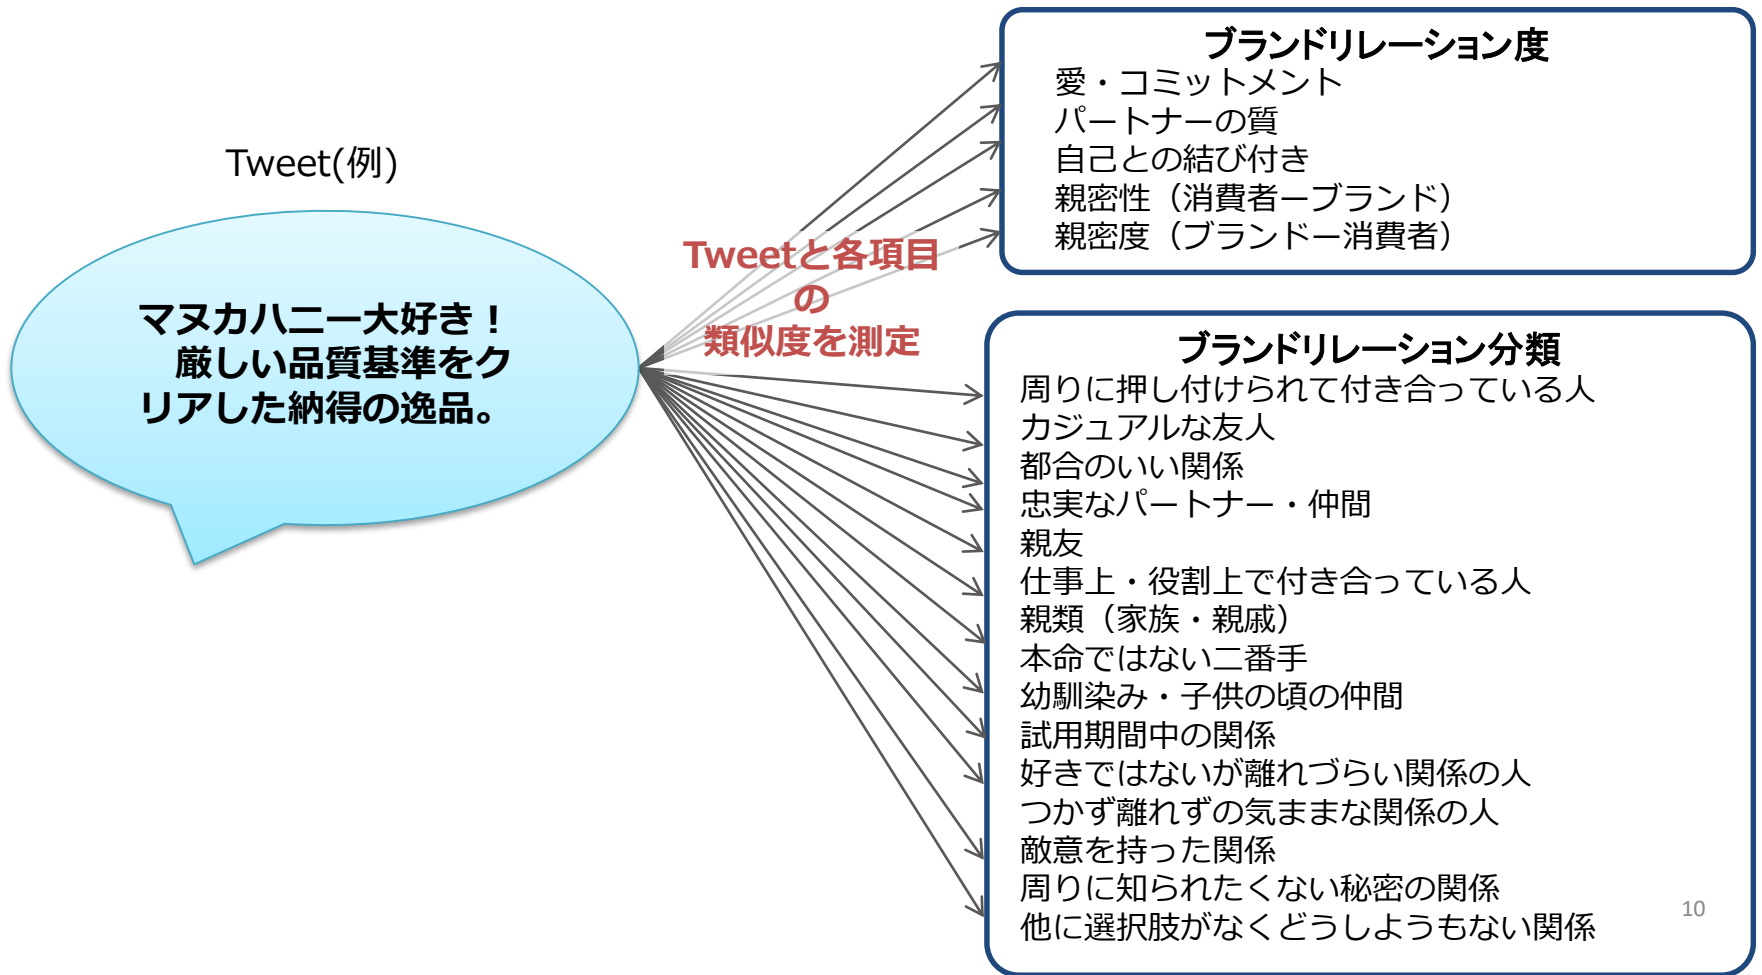 Tweet(例)
マヌカハニー大好き！
厳しい品質基準をク
リアした納得の逸品。
Tweetと各項目
の
類似度を測定
ブランドリレーション度
愛・コミットメント
パートナーの質
自己との結び付き
親密性（消費者ーブランド）
親密度（ブランドー消費者）
ブランドリレーション分類
周りに押し付けられて付き合っている人
カジュアルな友人
都合のいい関係
忠実なパートナー・仲間
親友
仕事上・役割上で付き合っている人
親類（家族・親戚）
本命ではない二番手
幼馴染み・子供の頃の仲間
試用期間中の関係
好きではないが離れづらい関係の人
つかず離れずの気ままな関係の人
敵意を持った関係
周りに知られたくない秘密の関係
他に選択肢がなくどうしようもない関係
10